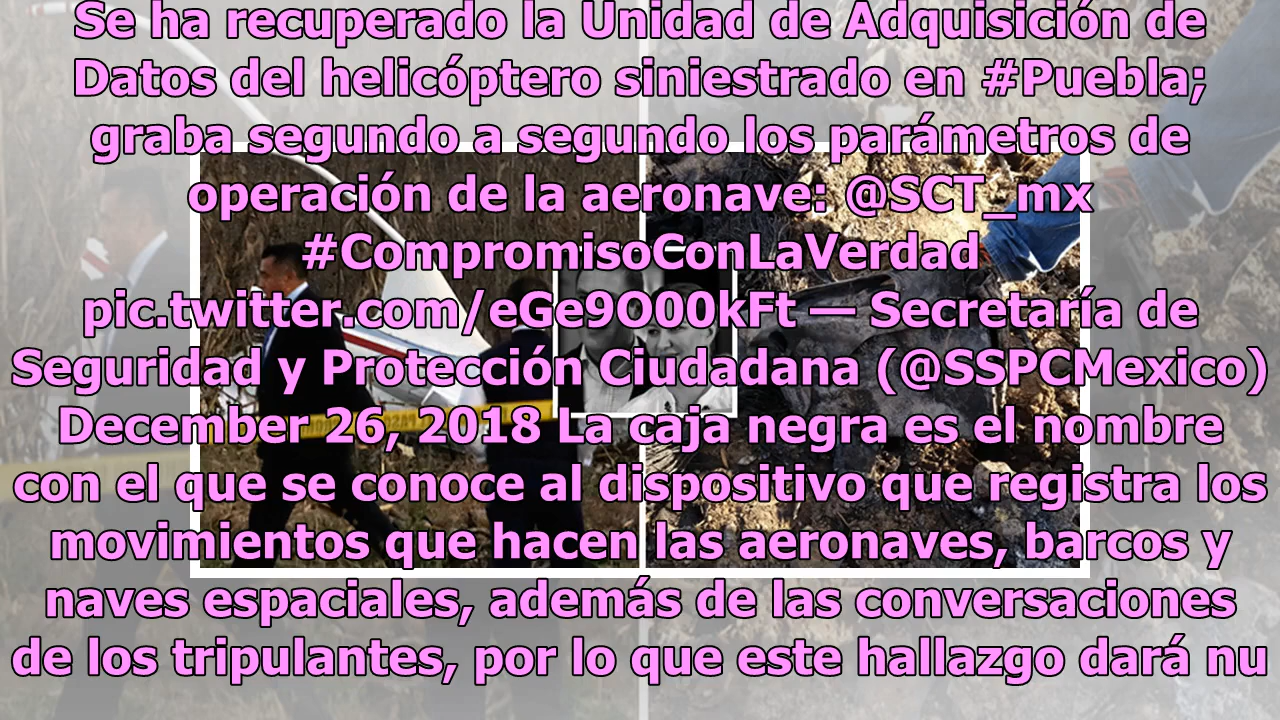 Se ha recuperado la Unidad de Adquisición de
Datos del helicóptero siniestrado en #Puebla;
graba segundo a segundo los parámetros de
operación de la aeronave: @SCT_mx
#CompromisoConLaVerdad
pic.twitter.com/eGe9O00kFt — Secretaría de
Seguridad y Protección Ciudadana (@SSPCMexico)
December 26, 2018 La caja negra es el nombre
con el que se conoce al dispositivo que registra los
movimientos que hacen las aeronaves, barcos y
naves espaciales, además de las conversaciones
de los tripulantes, por lo que este hallazgo dará nu